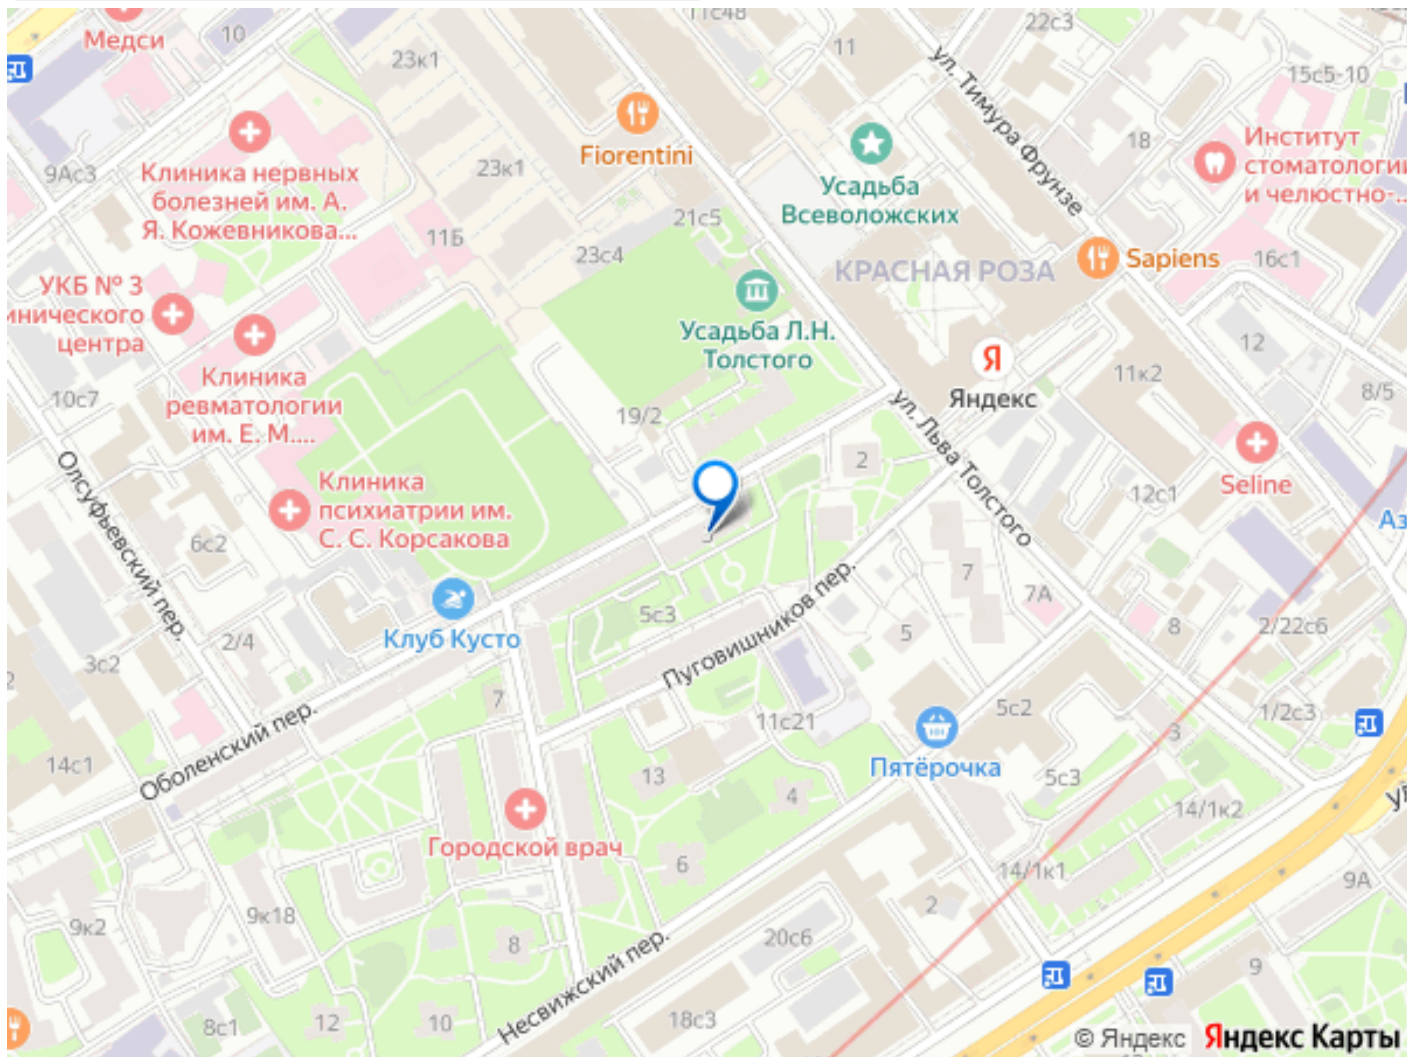 Медси
10
23к1
11с48
11
22с3
15с5-10
ул. Тимура Фрунзе
18
Институт
стоматологии
и челюстно-...
9Ас3
Клиника нервных
болезней им. А.
Я. Кожевникова...
23к1
Fiorentini
Усадьба
Всеволожских
11Б
21с5
23с4
КРАСНАЯ РОЗА
Sapiens
16с1
УКБ № 3
инического
центра
Усадьба Л.Н.
Толстого
Я
Яндекс
11к2
12
8/5
Клиника
ревматологии
им. Е. М....
10с7
19/2
ул. Льва Толстого
2
12с1
Seline
Аз
Олсуфьевский пер.
Клиника
психиатрии им.
С. С. Корсакова
6с2
Клуб Кусто
5с3
Пуговишников пер.
7
7А
5
8
2/22с6
2/4
3с2
2
7
11с21
5с2
3
1/2с3
Оболенский пер.
14с1
13
4
Пятёрочка
5с3
14/1к2
Городской врач
6
14/1к1
9А
9к2
9к18
8
2
20с6
9
Несвижский пер.
8с1
12
10
18с3
© Яндекс Яндекс Карты